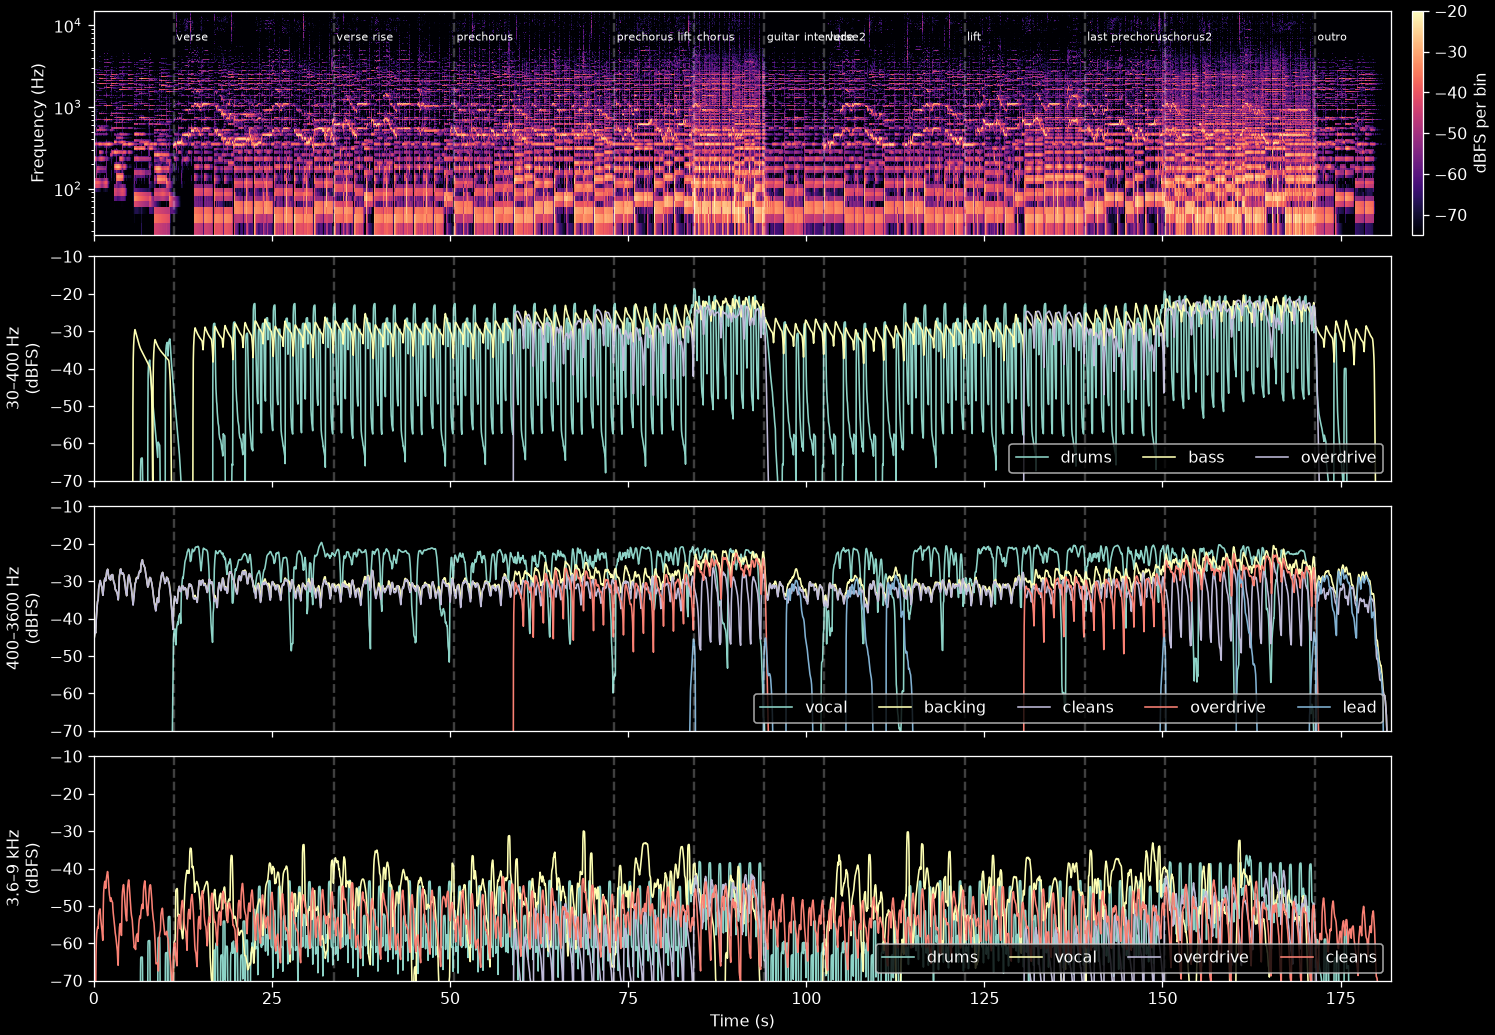 Frequency (Hz)
10⁴
10³
10²
verse
verse rise
prechorus
prechorus lift
chorus
guitar interlude
verse2
lift
last prechorus
chorus2
outro
−20
−30
−40
−50
−60
−70
dBFS per bin
30–400 Hz
(dBFS)
−10
−20
−30
−40
−50
−60
−70
drums bass overdrive
400–3600 Hz
(dBFS)
−10
−20
−30
−40
−50
−60
−70
vocal backing cleans overdrive lead
3.6–9 kHz
(dBFS)
−10
−20
−30
−40
−50
−60
−70
drums vocal overdrive cleans
0 25 50 75 100 125 150 175
Time (s)